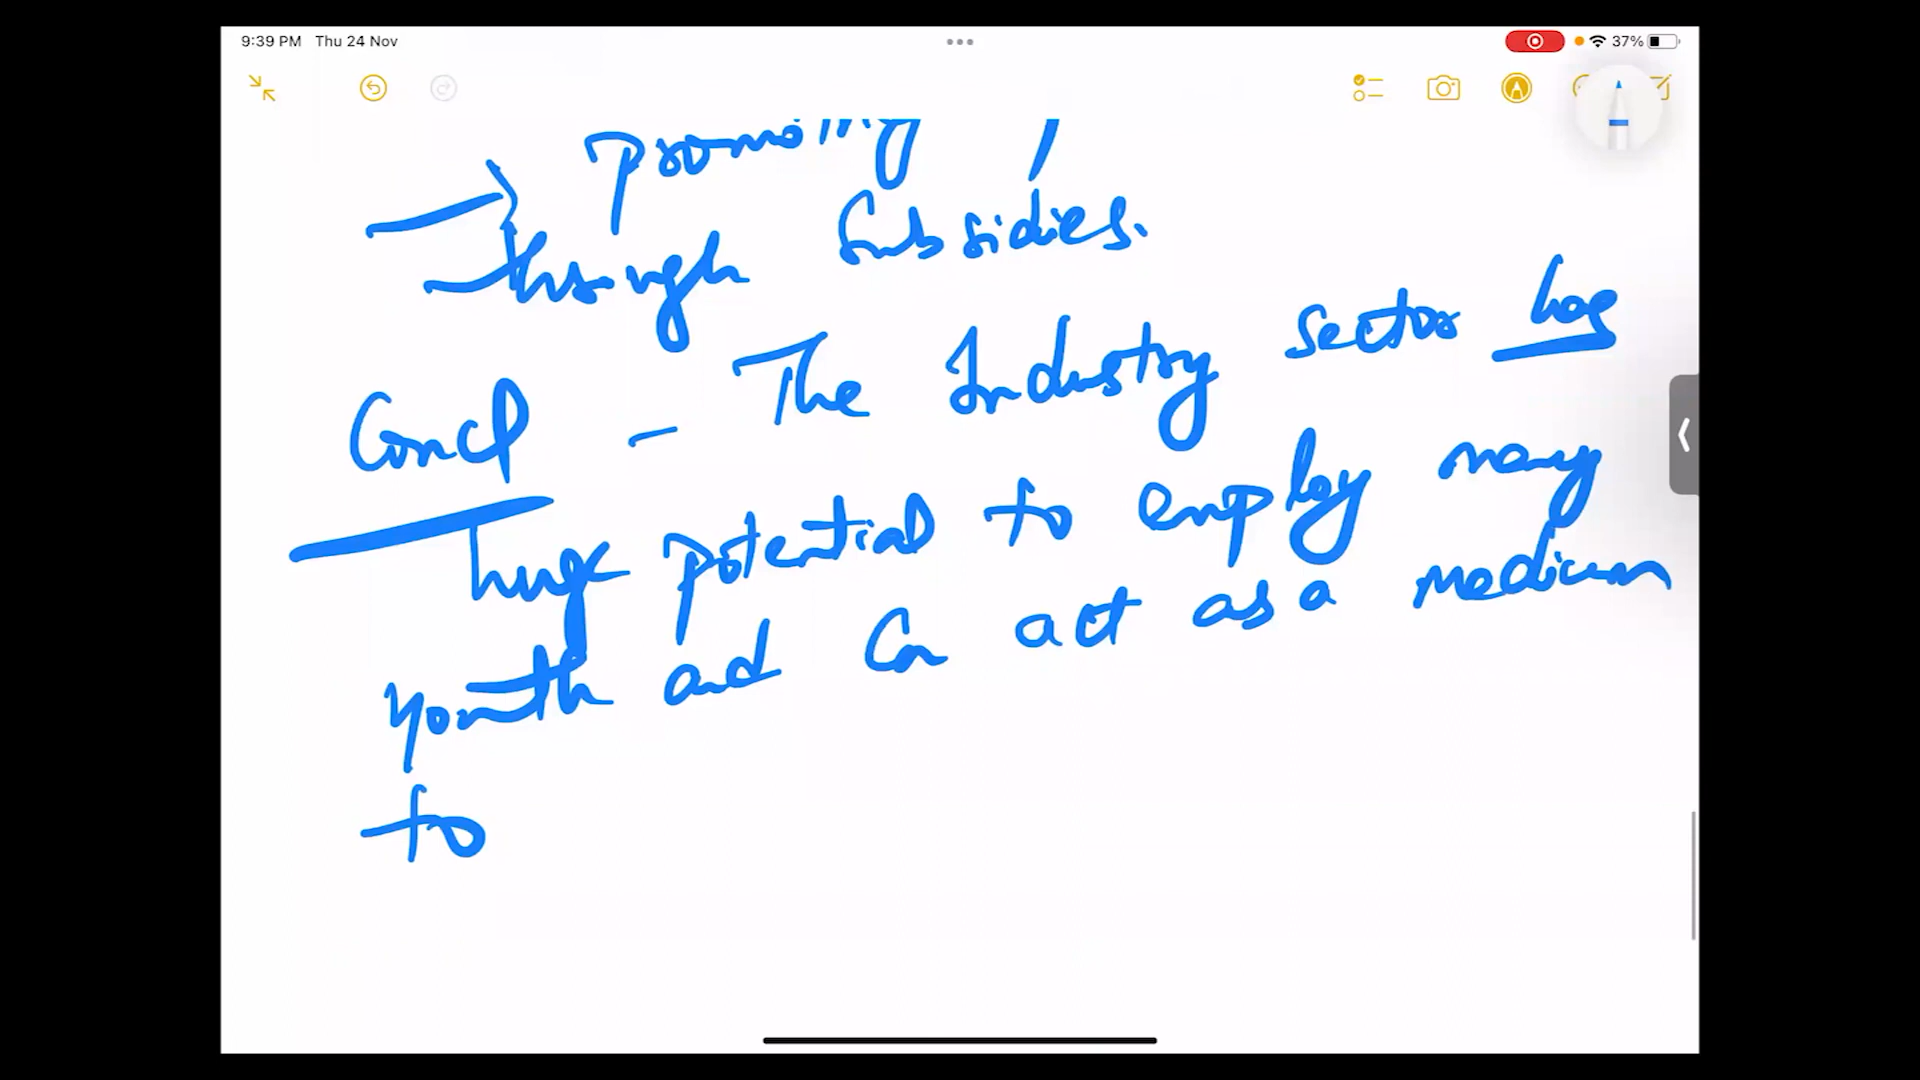 9:39 PM Thu 24 Nov
37%
promoting
through subsidies.
Concl - The Industry sector has
huge potential to employ many
youth and Can act as a medium
to